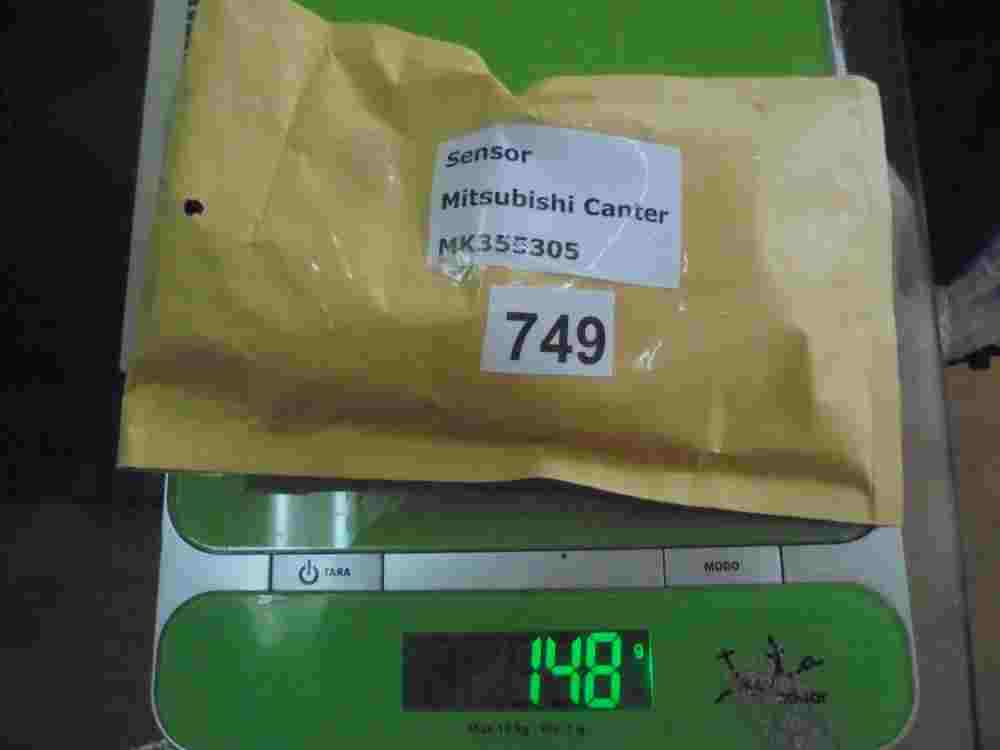 Sensor
Mitsubishi Canter
MK355305
749
TARA
MODO
148 g